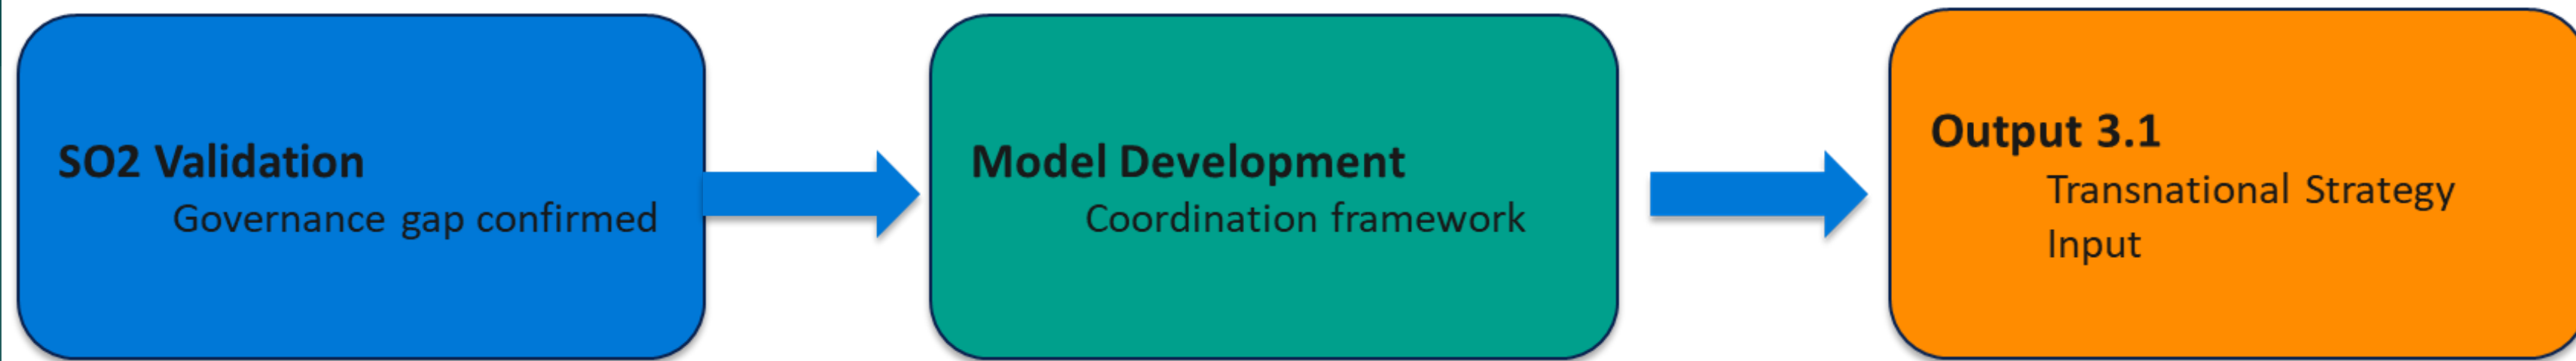 SO2 Validation
Governance gap confirmed
Model Development
Coordination framework
Output 3.1
Transnational Strategy
Input